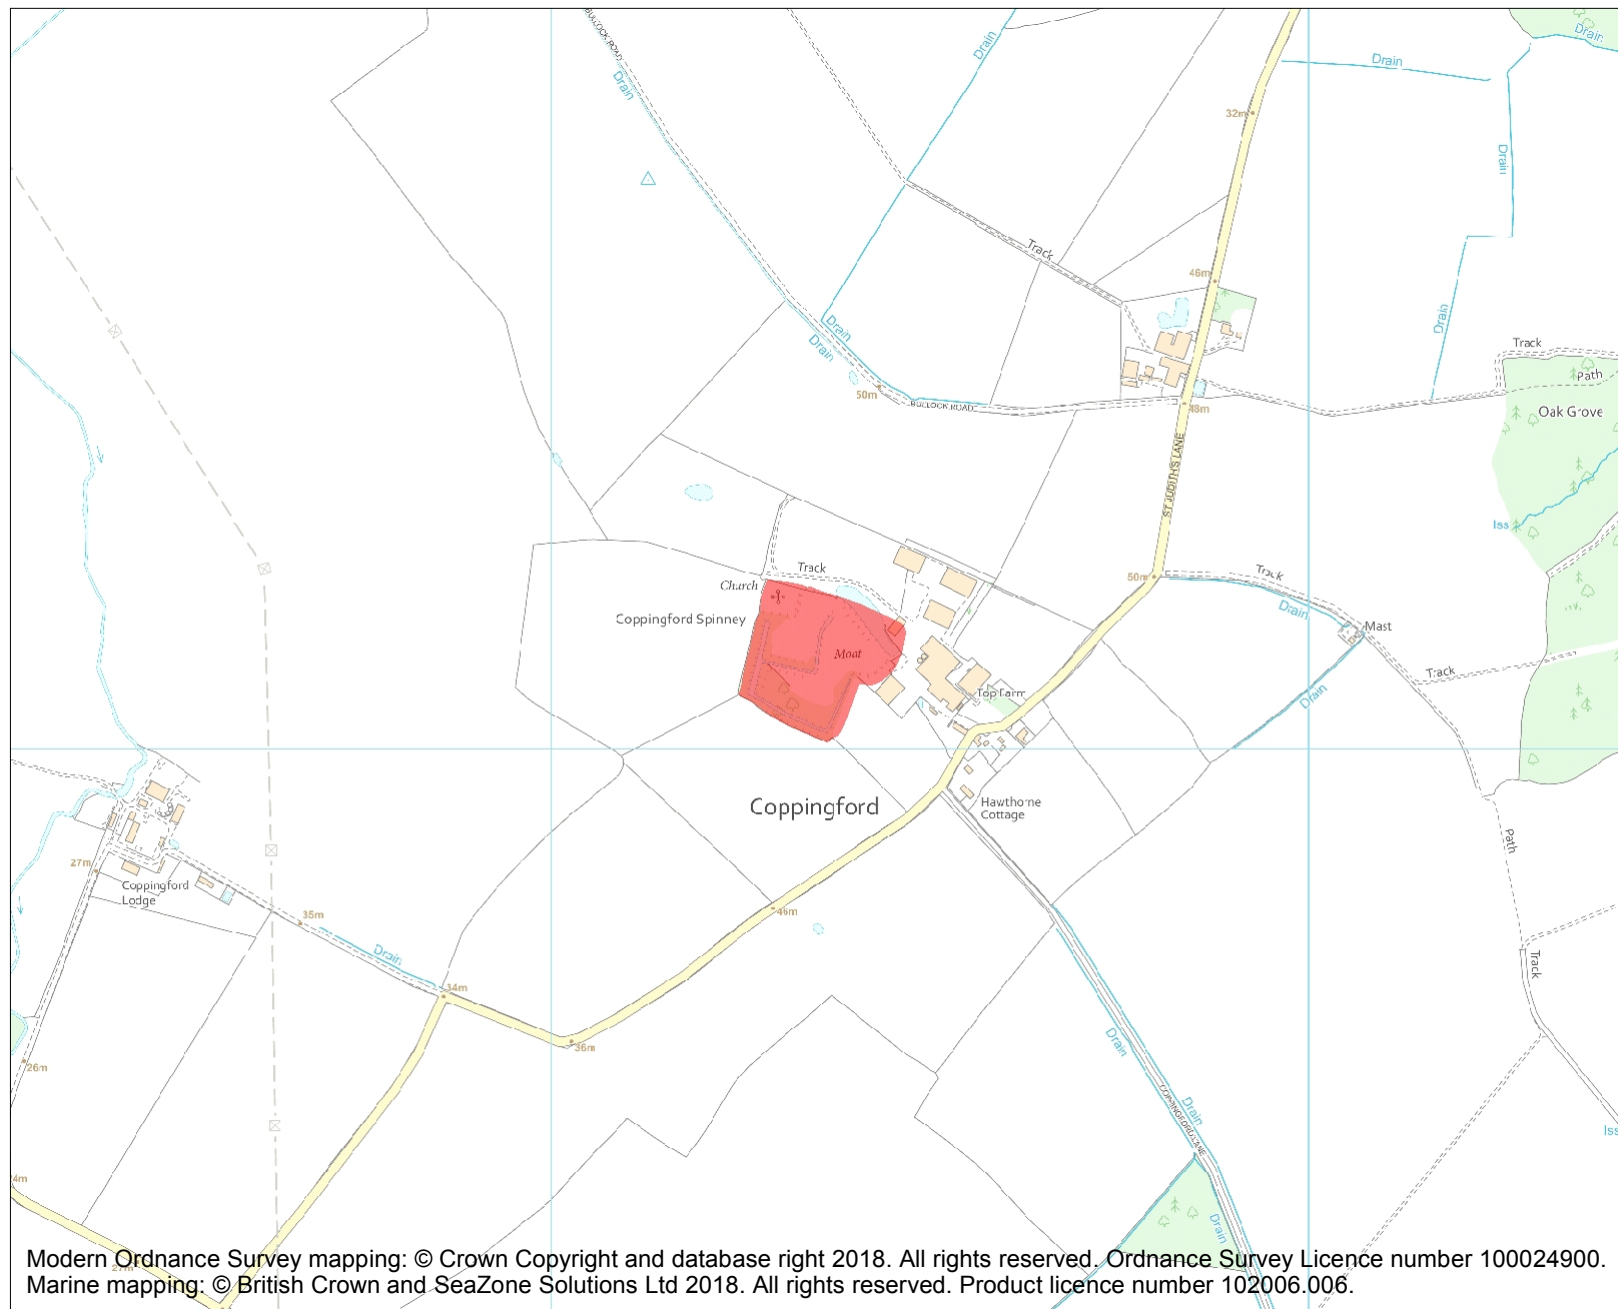 BULLOCK ROAD
Drain
Drain
Drain
Drain
32m
Drain
Track
46m
Drain
Drain
Drain
Track
Path
50m
BULLOCK ROAD
48m
Oak Grove
ST JUDITH'S LANE
Iss
Track
Church
50m
Track
Coppingford Spinney
Drain
Mast
Moat
Track
Top Farm
Drain
Coppingford
Hawthorne
Cottage
Path
27m
Coppingford
Lodge
35m
46m
Drain
Track
34m
36m
Drain
26m
Drain
COPPINGFORD LANE
Iss
4m
Drain
27m
Modern Ordnance Survey mapping: © Crown Copyright and database right 2018. All rights reserved. Ordnance Survey Licence number 100024900.
Marine mapping: © British Crown and SeaZone Solutions Ltd 2018. All rights reserved. Product licence number 102006.006.